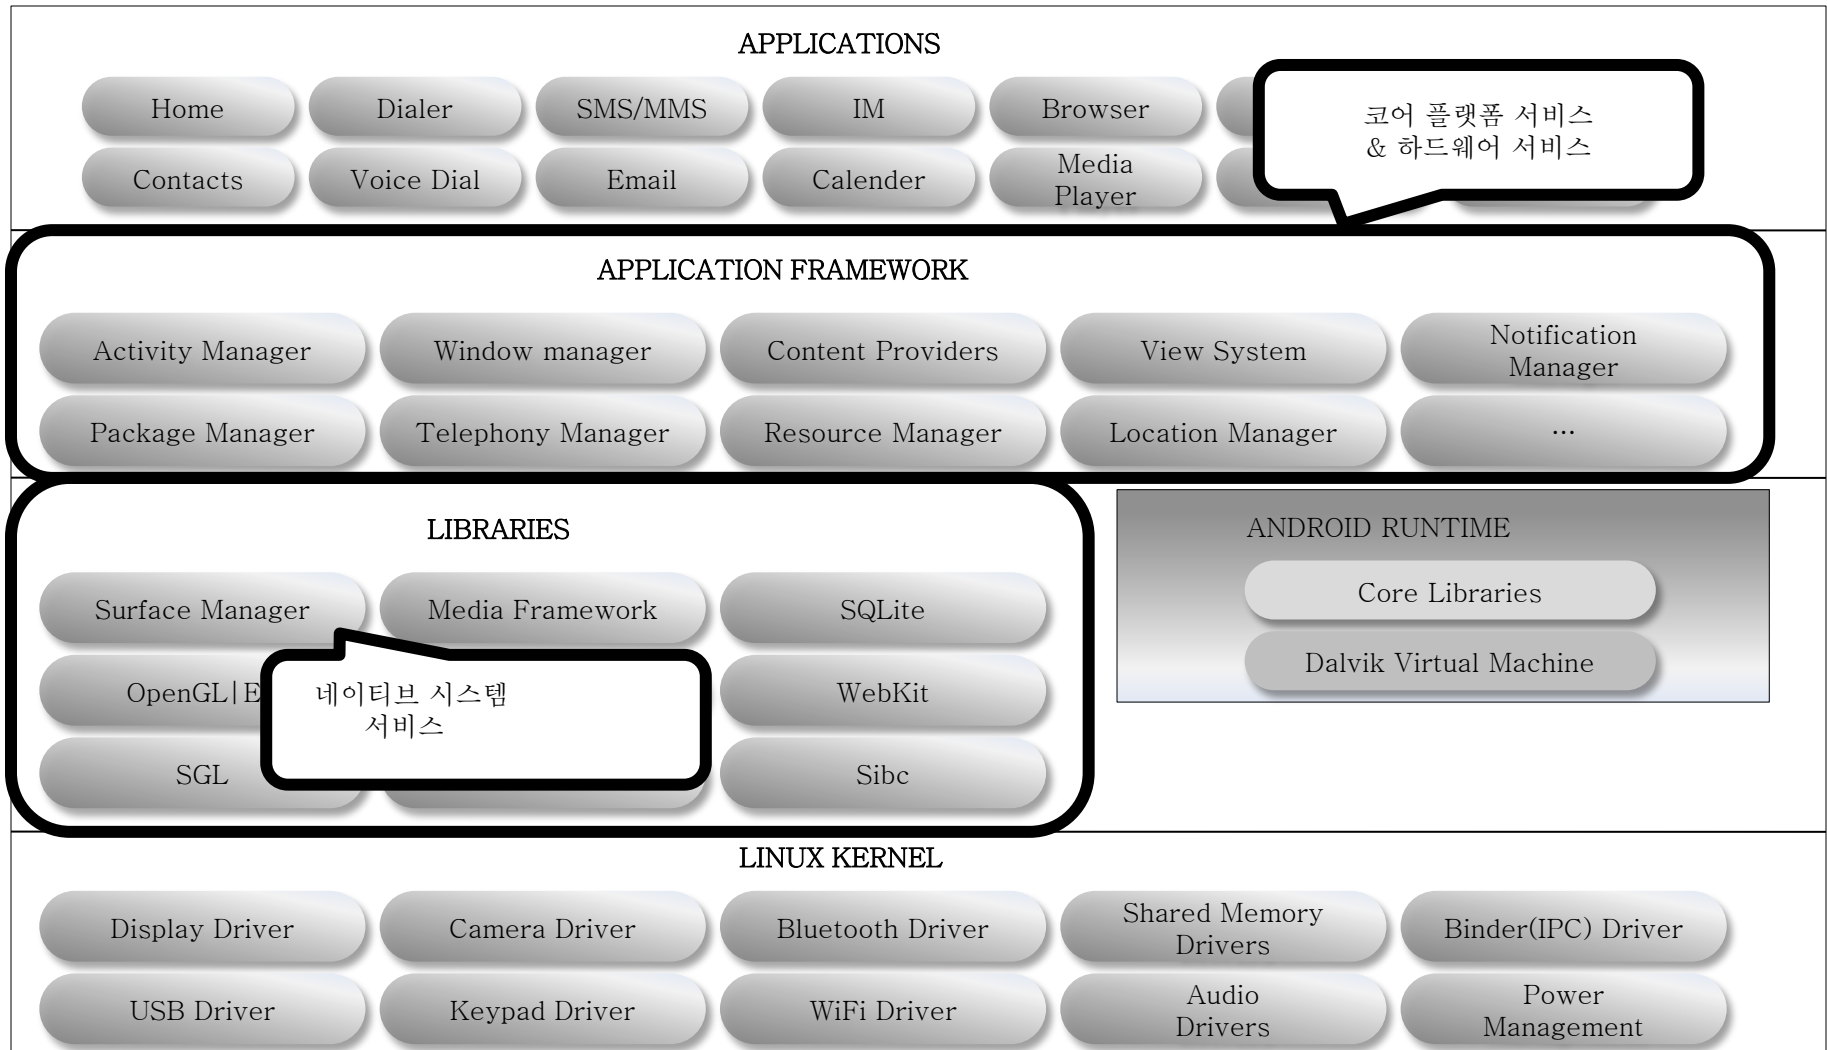 APPLICATIONS
Home
Dialer
SMS/MMS
IM
Browser
코어 플랫폼 서비스
& 하드웨어 서비스
Contacts
Voice Dial
Email
Calender
Media
Player
APPLICATION FRAMEWORK
Activity Manager
Window manager
Content Providers
View System
Notification
Manager
Package Manager
Telephony Manager
Resource Manager
Location Manager
...
LIBRARIES
Surface Manager
Media Framework
SQLite
OpenGL|E
네이티브 시스템
서비스
WebKit
SGL
Sibc
ANDROID RUNTIME
Core Libraries
Dalvik Virtual Machine
LINUX KERNEL
Display Driver
Camera Driver
Bluetooth Driver
Shared Memory
Drivers
Binder(IPC) Driver
USB Driver
Keypad Driver
WiFi Driver
Audio
Drivers
Power
Management